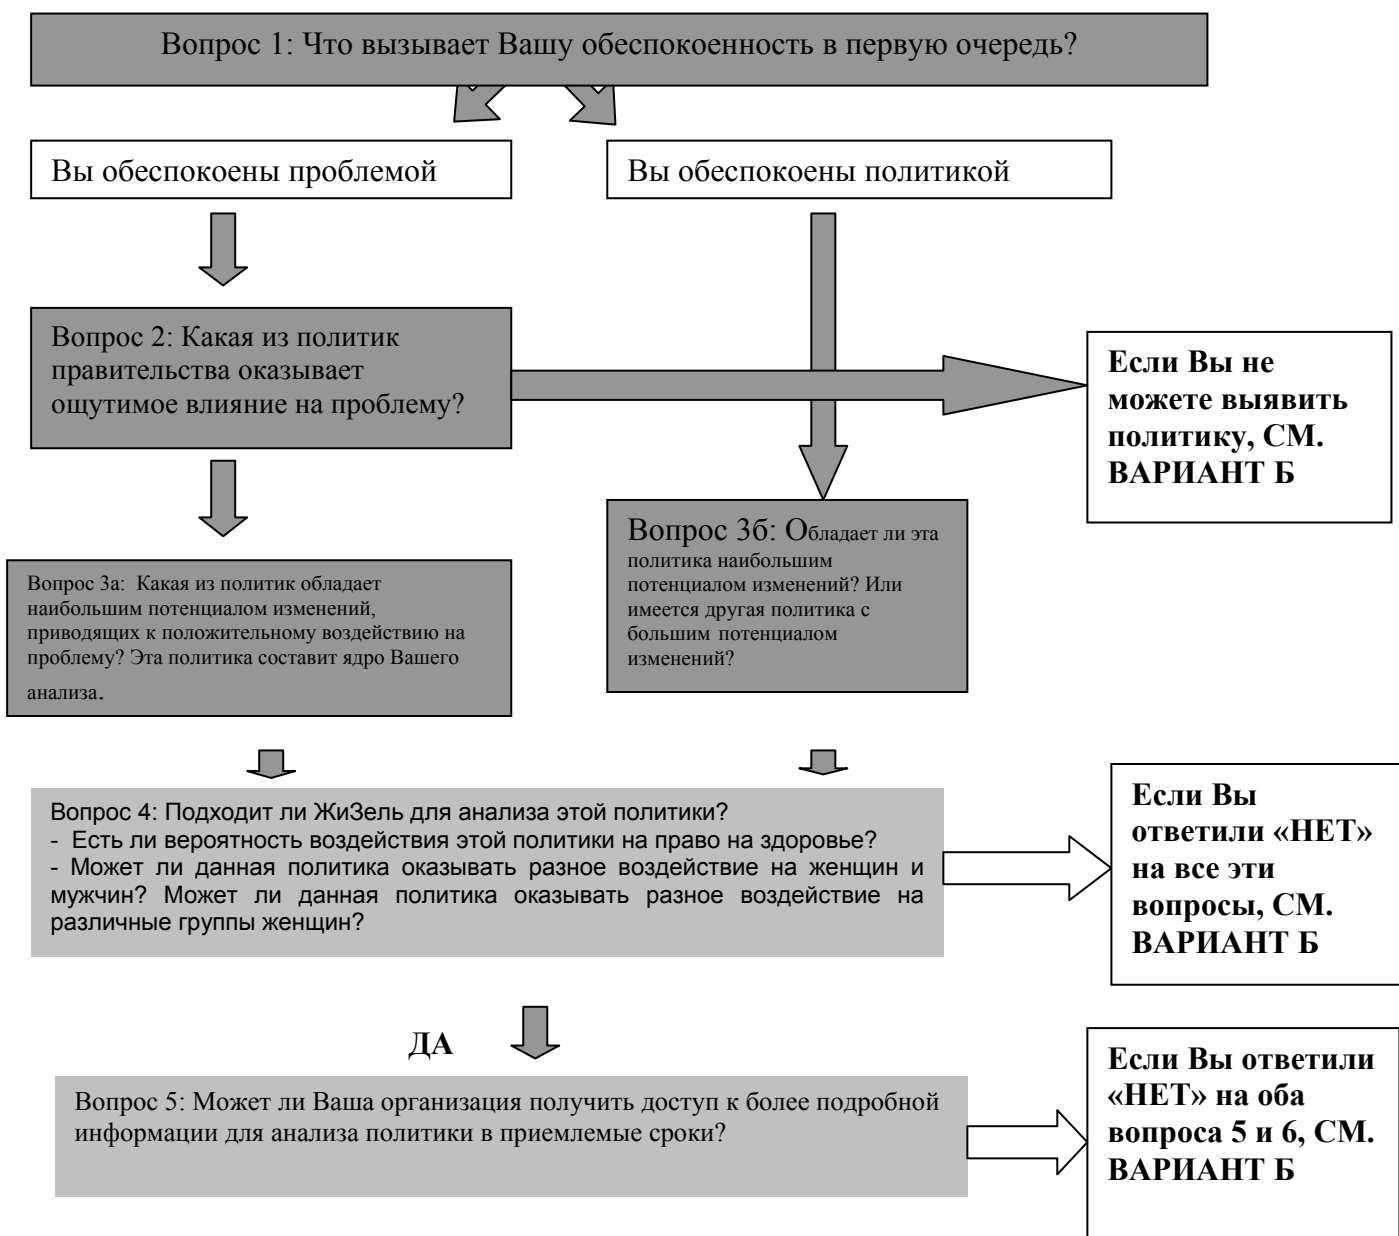 Вопрос 1: Что вызывает Вашу обеспокоенность в первую очередь?
Вы обеспокоены проблемой
Вы обеспокоены политикой
Вопрос 2: Какая из политик
правительства оказывает
ощутимое влияние на проблему?
Если Вы не
можете выявить
политику, СМ.
ВАРИАНТ Б
Вопрос 3а: Какая из политик обладает
наибольшим потенциалом изменений,
приводящих к положительному воздействию на
проблему? Эта политика составит ядро Вашего
анализа.
Вопрос 3б: Обладает ли эта
политика наибольшим
потенциалом изменений? Или
имеется другая политика с
большим потенциалом
изменений?
Вопрос 4: Подходит ли ЖиЗель для анализа этой политики?
- Есть ли вероятность воздействия этой политики на право на здоровье?
- Может ли данная политика оказывать разное воздействие на женщин и
мужчин? Может ли данная политика оказывать разное воздействие на
различные группы женщин?
Если Вы
ответили «НЕТ»
на все эти
вопросы, СМ.
ВАРИАНТ Б
ДА
Вопрос 5: Может ли Ваша организация получить доступ к более подробной
информации для анализа политики в приемлемые сроки?
Если Вы ответили
«НЕТ» на оба
вопроса 5 и 6, СМ.
ВАРИАНТ Б